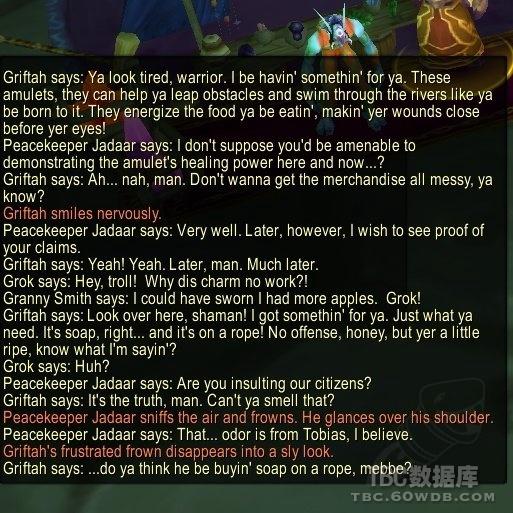 Griftah says: Ya look tired, warrior. I be havin' somethin' for ya. These
amulets, they can help ya leap obstacles and swim through the rivers like ya
be born to it. They energize the food ya be eatin', makin' yer wounds close
before yer eyes!
Peacekeeper Jadaar says: I don't suppose you'd be amenable to
demonstrating the amulet's healing power here and now...?
Griftah says: Ah... nah, man. Don't wanna get the merchandise all messy, ya
know?
Griftah smiles nervously.
Peacekeeper Jadaar says: Very well. Later, however, I wish to see proof of
your claims.
Griftah says: Yeah! Yeah. Later, man. Much later.
Grok says: Hey, troll!  Why dis charm no work?!
Granny Smith says: I could have sworn I had more apples.  Grok!
Griftah says: Look over here, shaman! I got somethin' for ya. Just what ya
need. It's soap, right... and it's on a rope! No offense, honey, but yer a little
ripe, know what I'm sayin'?
Grok says: Huh?
Peacekeeper Jadaar says: Are you insulting our citizens?
Griftah says: It's the truth, man. Can't ya smell that?
Peacekeeper Jadaar sniffs the air and frowns. He glances over his shoulder.
Peacekeeper Jadaar says: That... odor is from Tobias, I believe.
Griftah's frustrated frown disappears into a sly look.
Griftah says: ...do ya think he be buyin' soap on a rope, mebbe?
TBC数据库
TBC.60WDB.COM